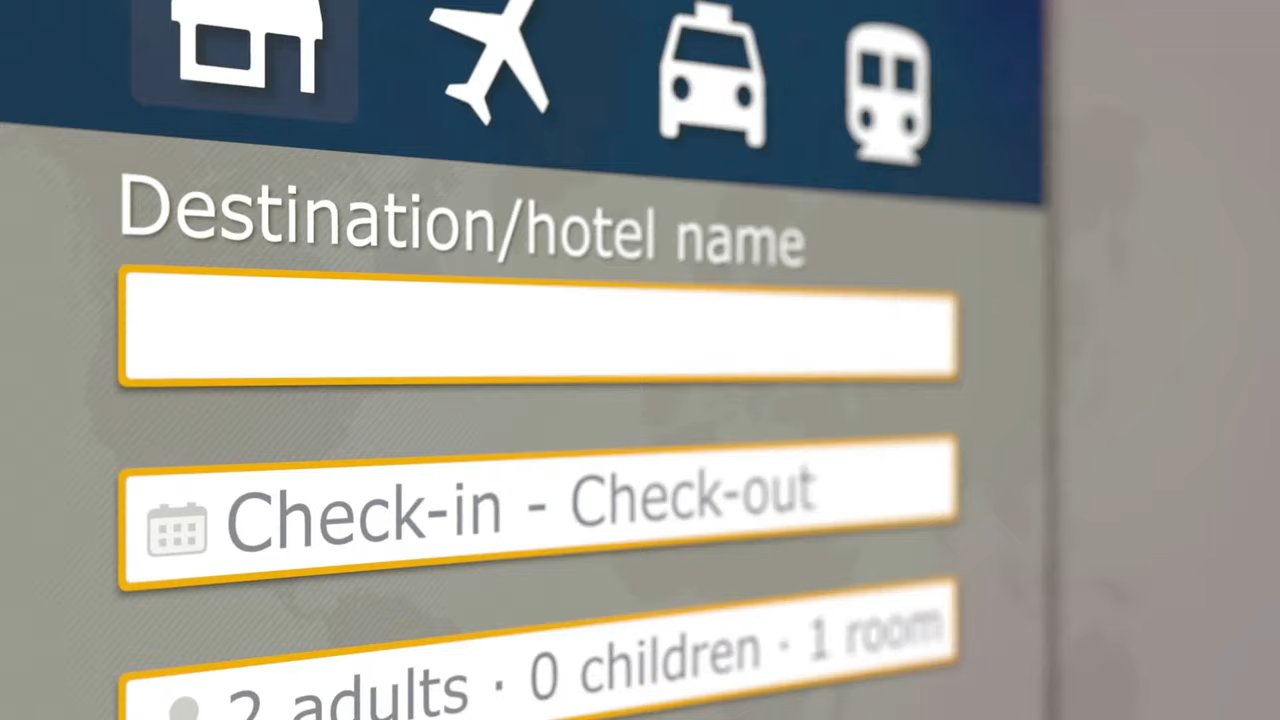 Destination/hotel name
Check-in - Check-out
2 adults · 0 children · 1 room